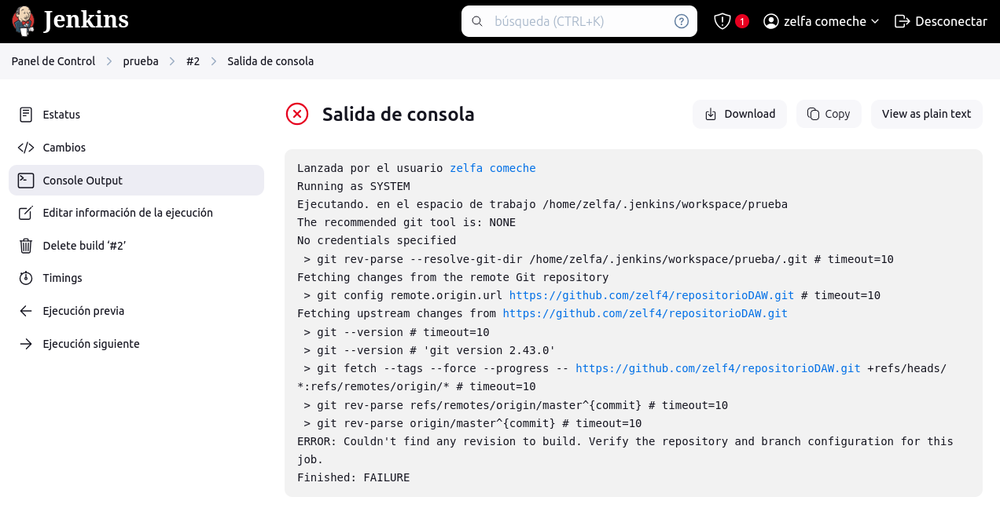 Jenkins
búsqueda (CTRL+K)
?
1
zelfa comeche
Desconectar
Panel de Control
prueba
#2
Salida de consola
Estatus
Cambios
Console Output
Editar información de la ejecución
Delete build ‘#2’
Timings
Ejecución previa
Ejecución siguiente
Salida de consola
Download
Copy
View as plain text
Lanzada por el usuario zelfa comeche
Running as SYSTEM
Ejecutando. en el espacio de trabajo /home/zelfa/.jenkins/workspace/prueba
The recommended git tool is: NONE
No credentials specified
 > git rev-parse --resolve-git-dir /home/zelfa/.jenkins/workspace/prueba/.git # timeout=10
Fetching changes from the remote Git repository
 > git config remote.origin.url https://github.com/zelf4/repositorioDAW.git # timeout=10
Fetching upstream changes from https://github.com/zelf4/repositorioDAW.git
 > git --version # timeout=10
 > git --version # 'git version 2.43.0'
 > git fetch --tags --force --progress -- https://github.com/zelf4/repositorioDAW.git +refs/heads/
*:refs/remotes/origin/* # timeout=10
 > git rev-parse refs/remotes/origin/master^{commit} # timeout=10
 > git rev-parse origin/master^{commit} # timeout=10
ERROR: Couldn't find any revision to build. Verify the repository and branch configuration for this
job.
Finished: FAILURE